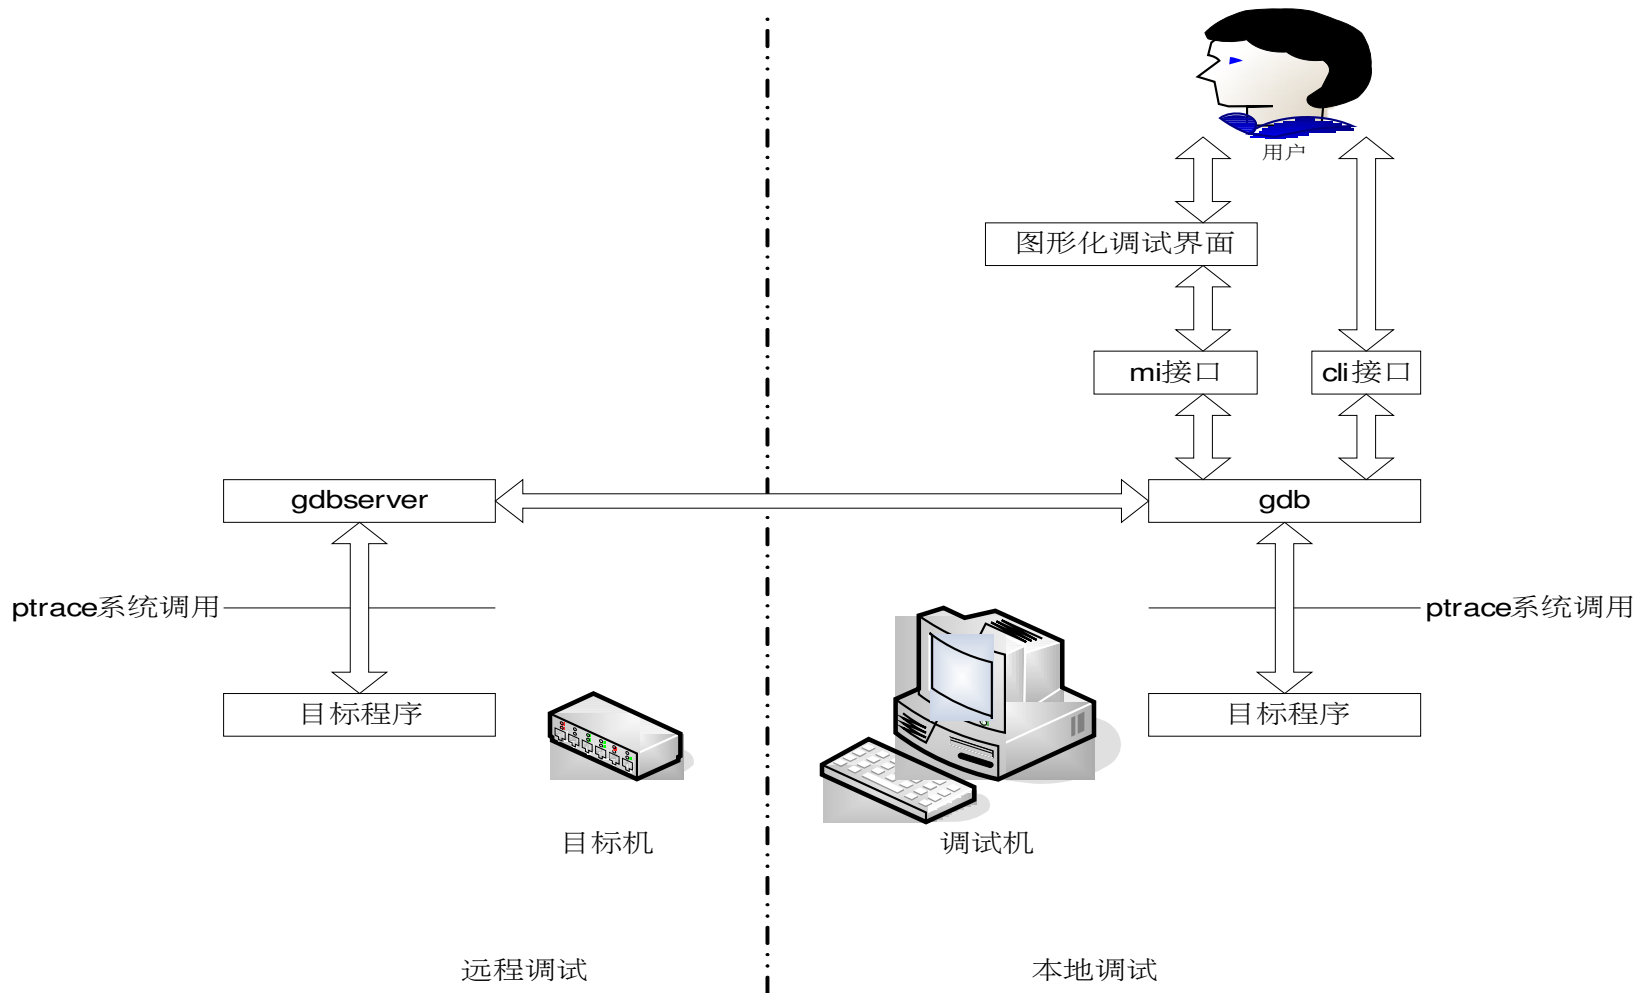 用户
图形化调试界面
mi接口
cli接口
gdbserver
gdb
ptrace系统调用
ptrace系统调用
目标程序
目标程序
目标机
调试机
远程调试
本地调试